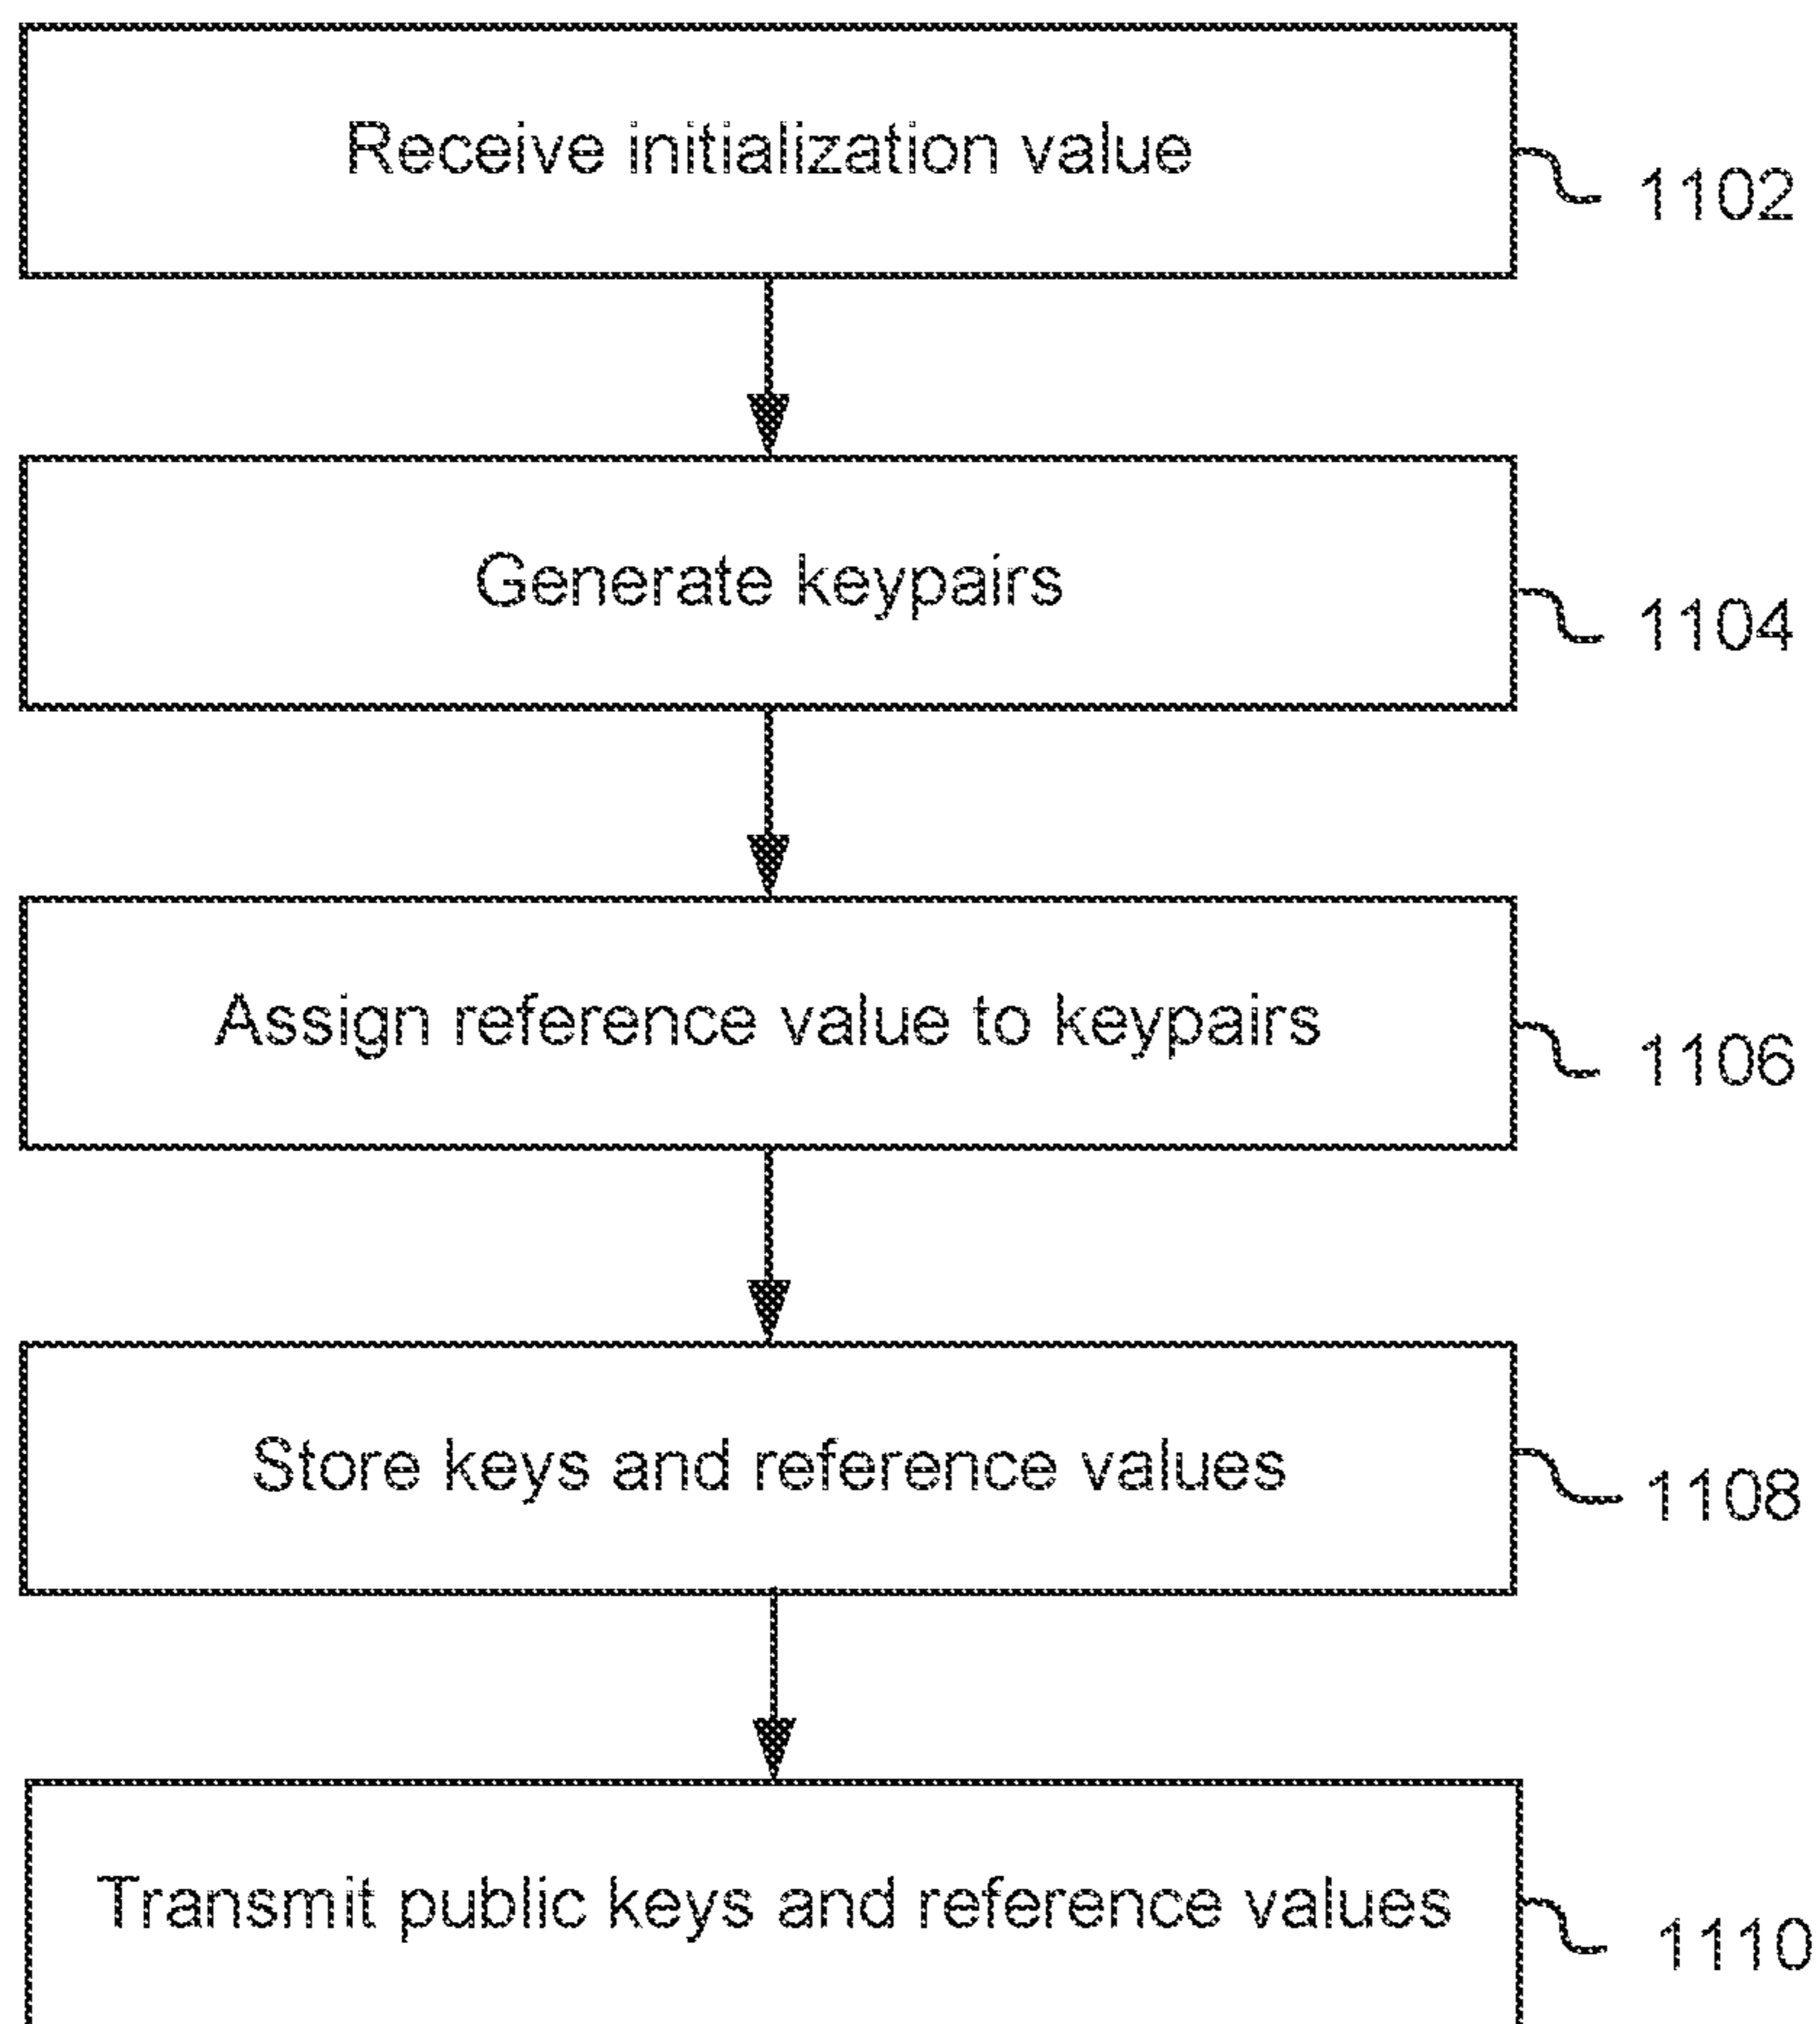 Receive initialization value
1102
Generate keypairs
1104
Assign reference value to keypairs
1106
Store keys and reference values
1108
Transmit public keys and reference values
1110